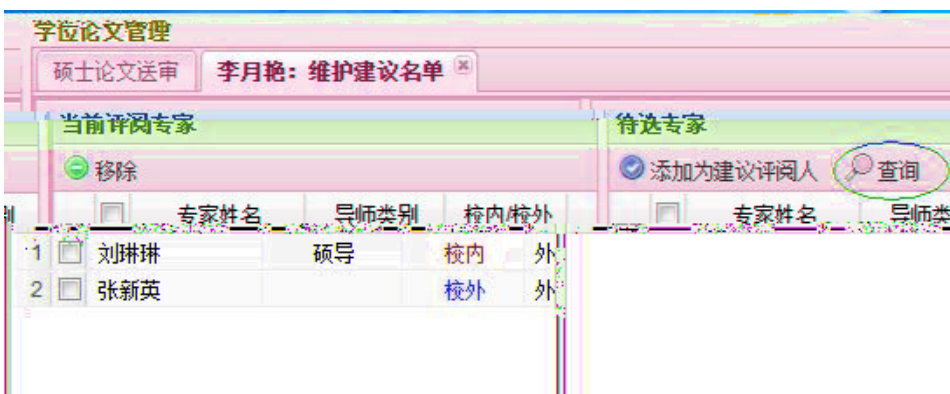 学位论文管理
硕士论文送审 李月艳：维护建议名单
当前评阅专家
移除
专家姓名 导师类别 校内/校外
1 刘琳琳 硕导 校内 外
2 张新英 校外 外
待选专家
添加为建议评阅人 查询
专家姓名 导师类